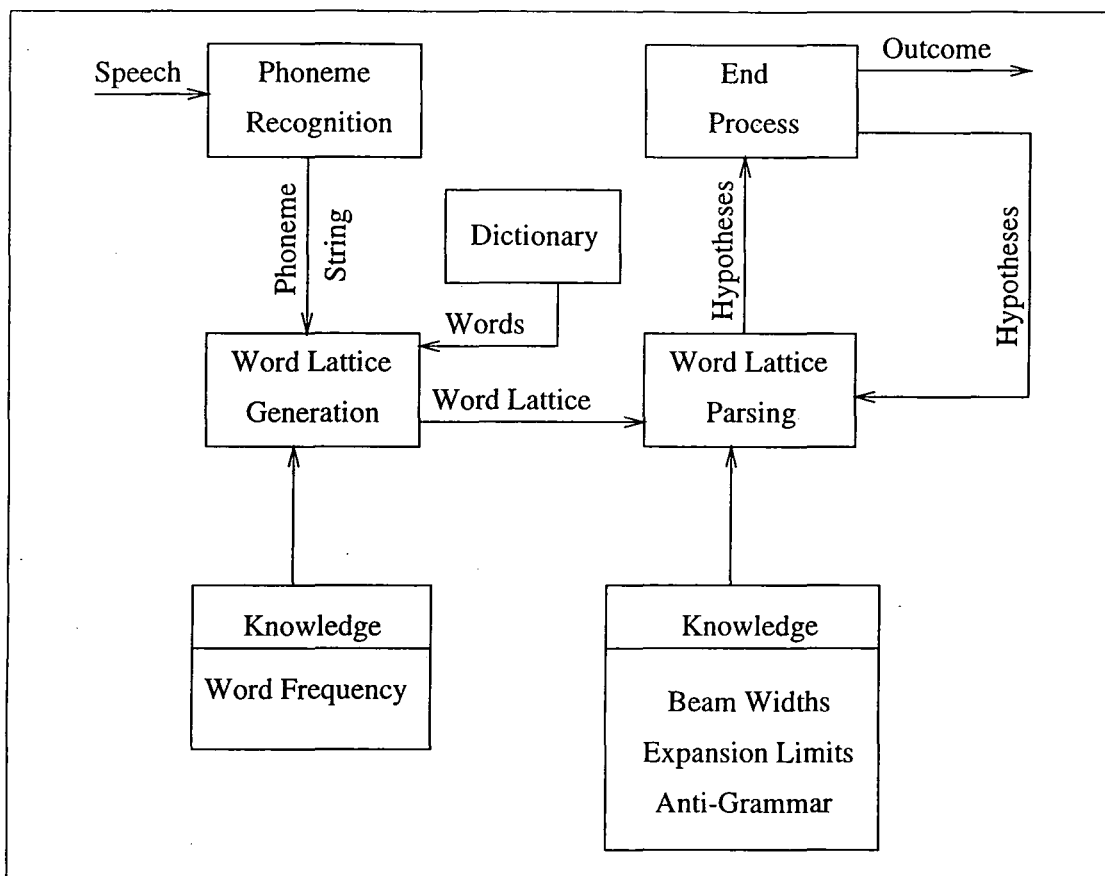 Speech
Phoneme
Recognition
Phoneme
String
Dictionary
Words
Word Lattice
Generation
Word Lattice
Knowledge
Word Frequency
End
Process
Outcome
Hypotheses
Hypotheses
Word Lattice
Parsing
Knowledge
Beam Widths
Expansion Limits
Anti-Grammar